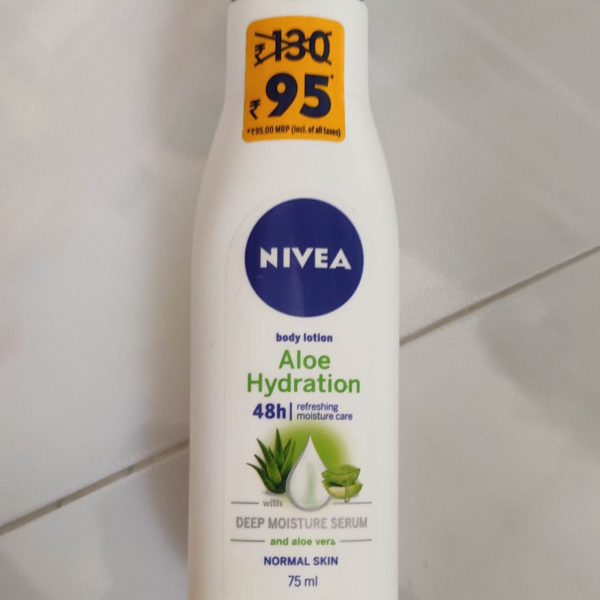 ₹130
₹95*
*₹95.00 MRP (Incl. of all taxes)
NIVEA
body lotion
Aloe
Hydration
48h | refreshing
moisture care
with
DEEP MOISTURE SERUM
and aloe vera
NORMAL SKIN
75 ml